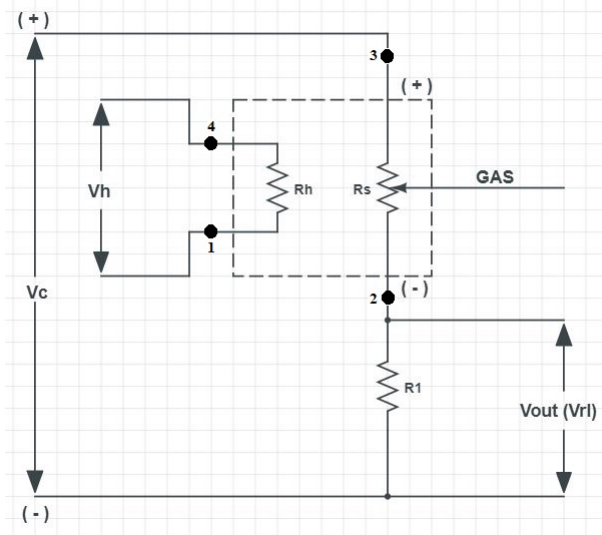 ( + )
3
( + )
4
GAS
Vh
Rh
Rs
1
Vc
2
( - )
R1
Vout (Vrl)
( - )